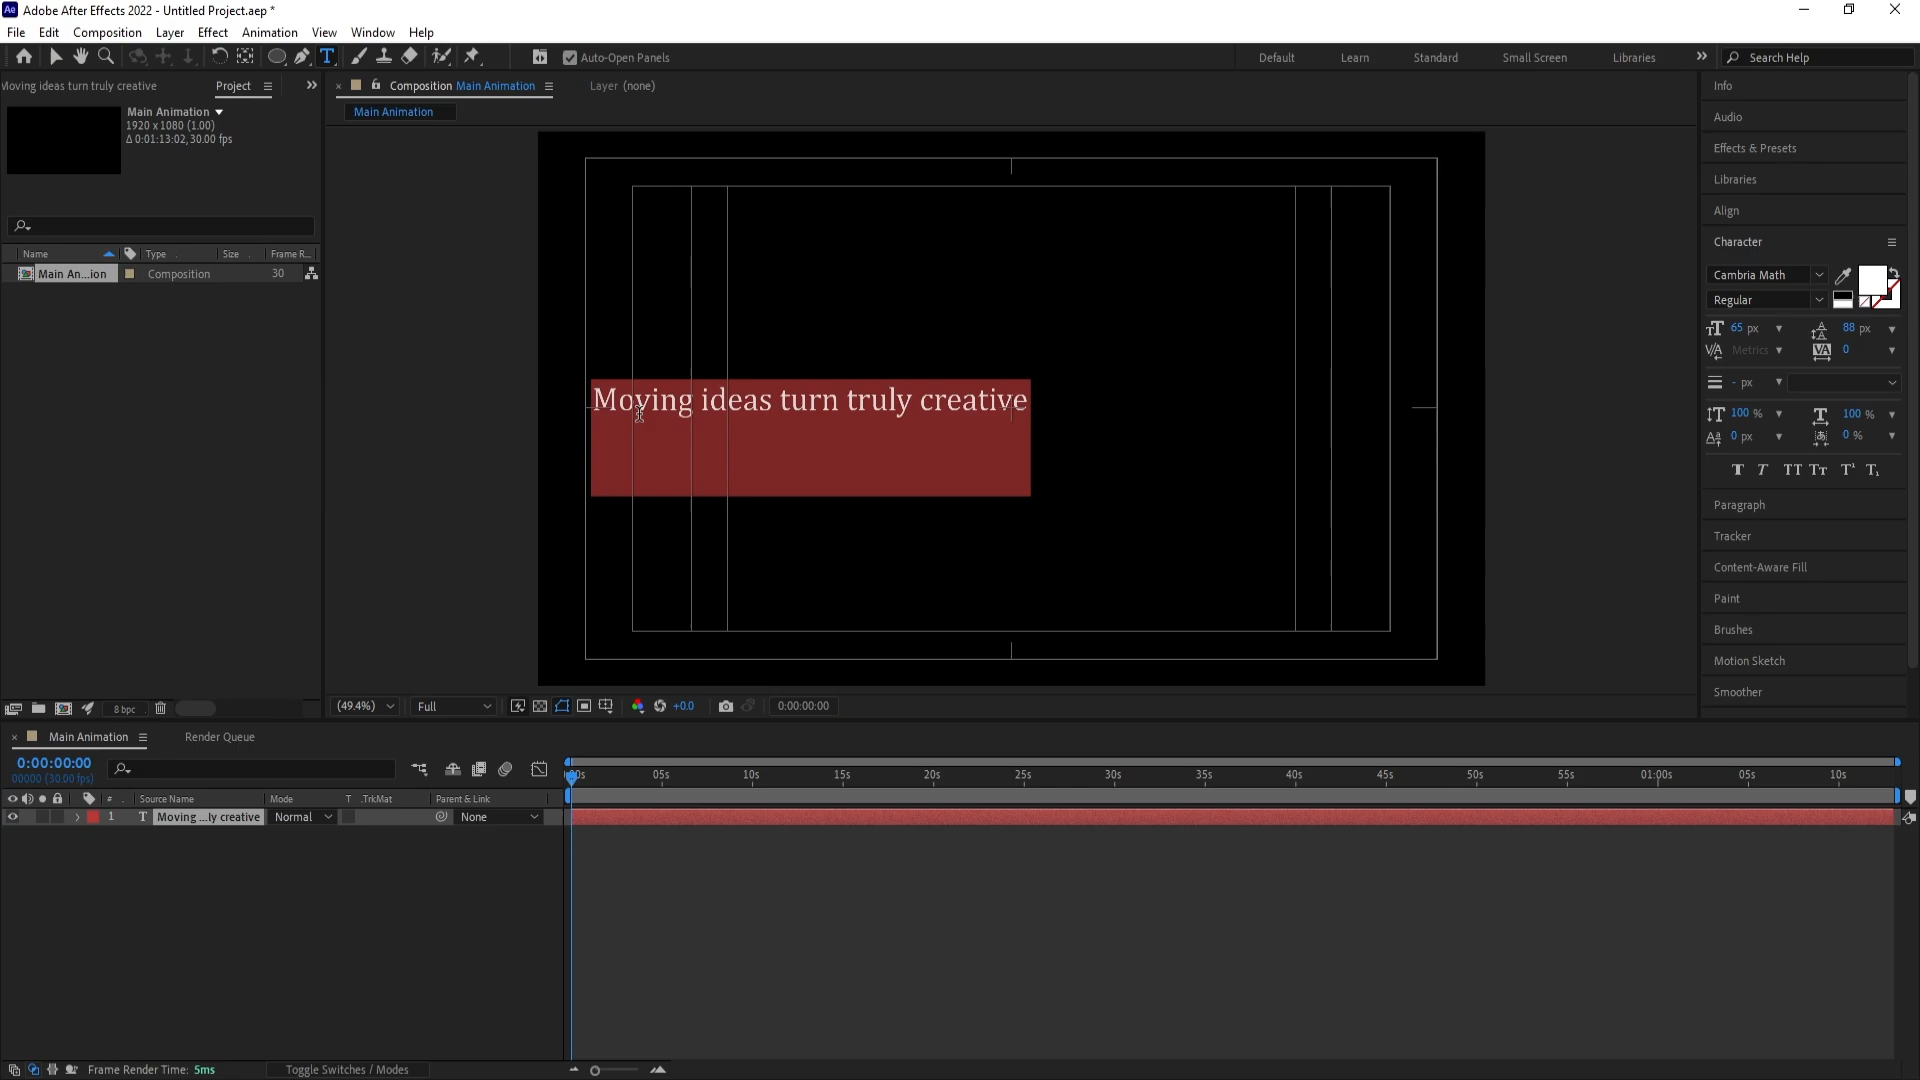 Adobe After Effects 2022 - Untitled Project.aep *
File Edit Composition Layer Effect Animation View Window Help
Auto-Open Panels
Default Learn Standard Small Screen Libraries
Search Help
Moving ideas turn truly creative
Project
Composition Main Animation
Layer (none)
Main Animation
Main Animation
1920 x 1080 (1.00)
Δ 0:01:13:02, 30.00 fps
Name Type Size Frame R...
Main An...ion Composition 30
8 bpc
Moving ideas turn truly creative
(49.4%) Full +0.0 0:00:00:00
Info
Audio
Effects & Presets
Libraries
Align
Character
Cambria Math
Regular
65 px 88 px
Metrics 0
- px
100 % 100 %
0 px 0 %
T T TT Tt T¹ T₁
Paragraph
Tracker
Content-Aware Fill
Paint
Brushes
Motion Sketch
Smoother
Main Animation Render Queue
0:00:00:00
00000 (30.00 fps)
05s 10s 15s 20s 25s 30s 35s 40s 45s 50s 55s 01:00s 05s 10s
# Source Name Mode T .TrkMat Parent & Link
1 T Moving ...ly creative Normal None
Frame Render Time: 5ms Toggle Switches / Modes